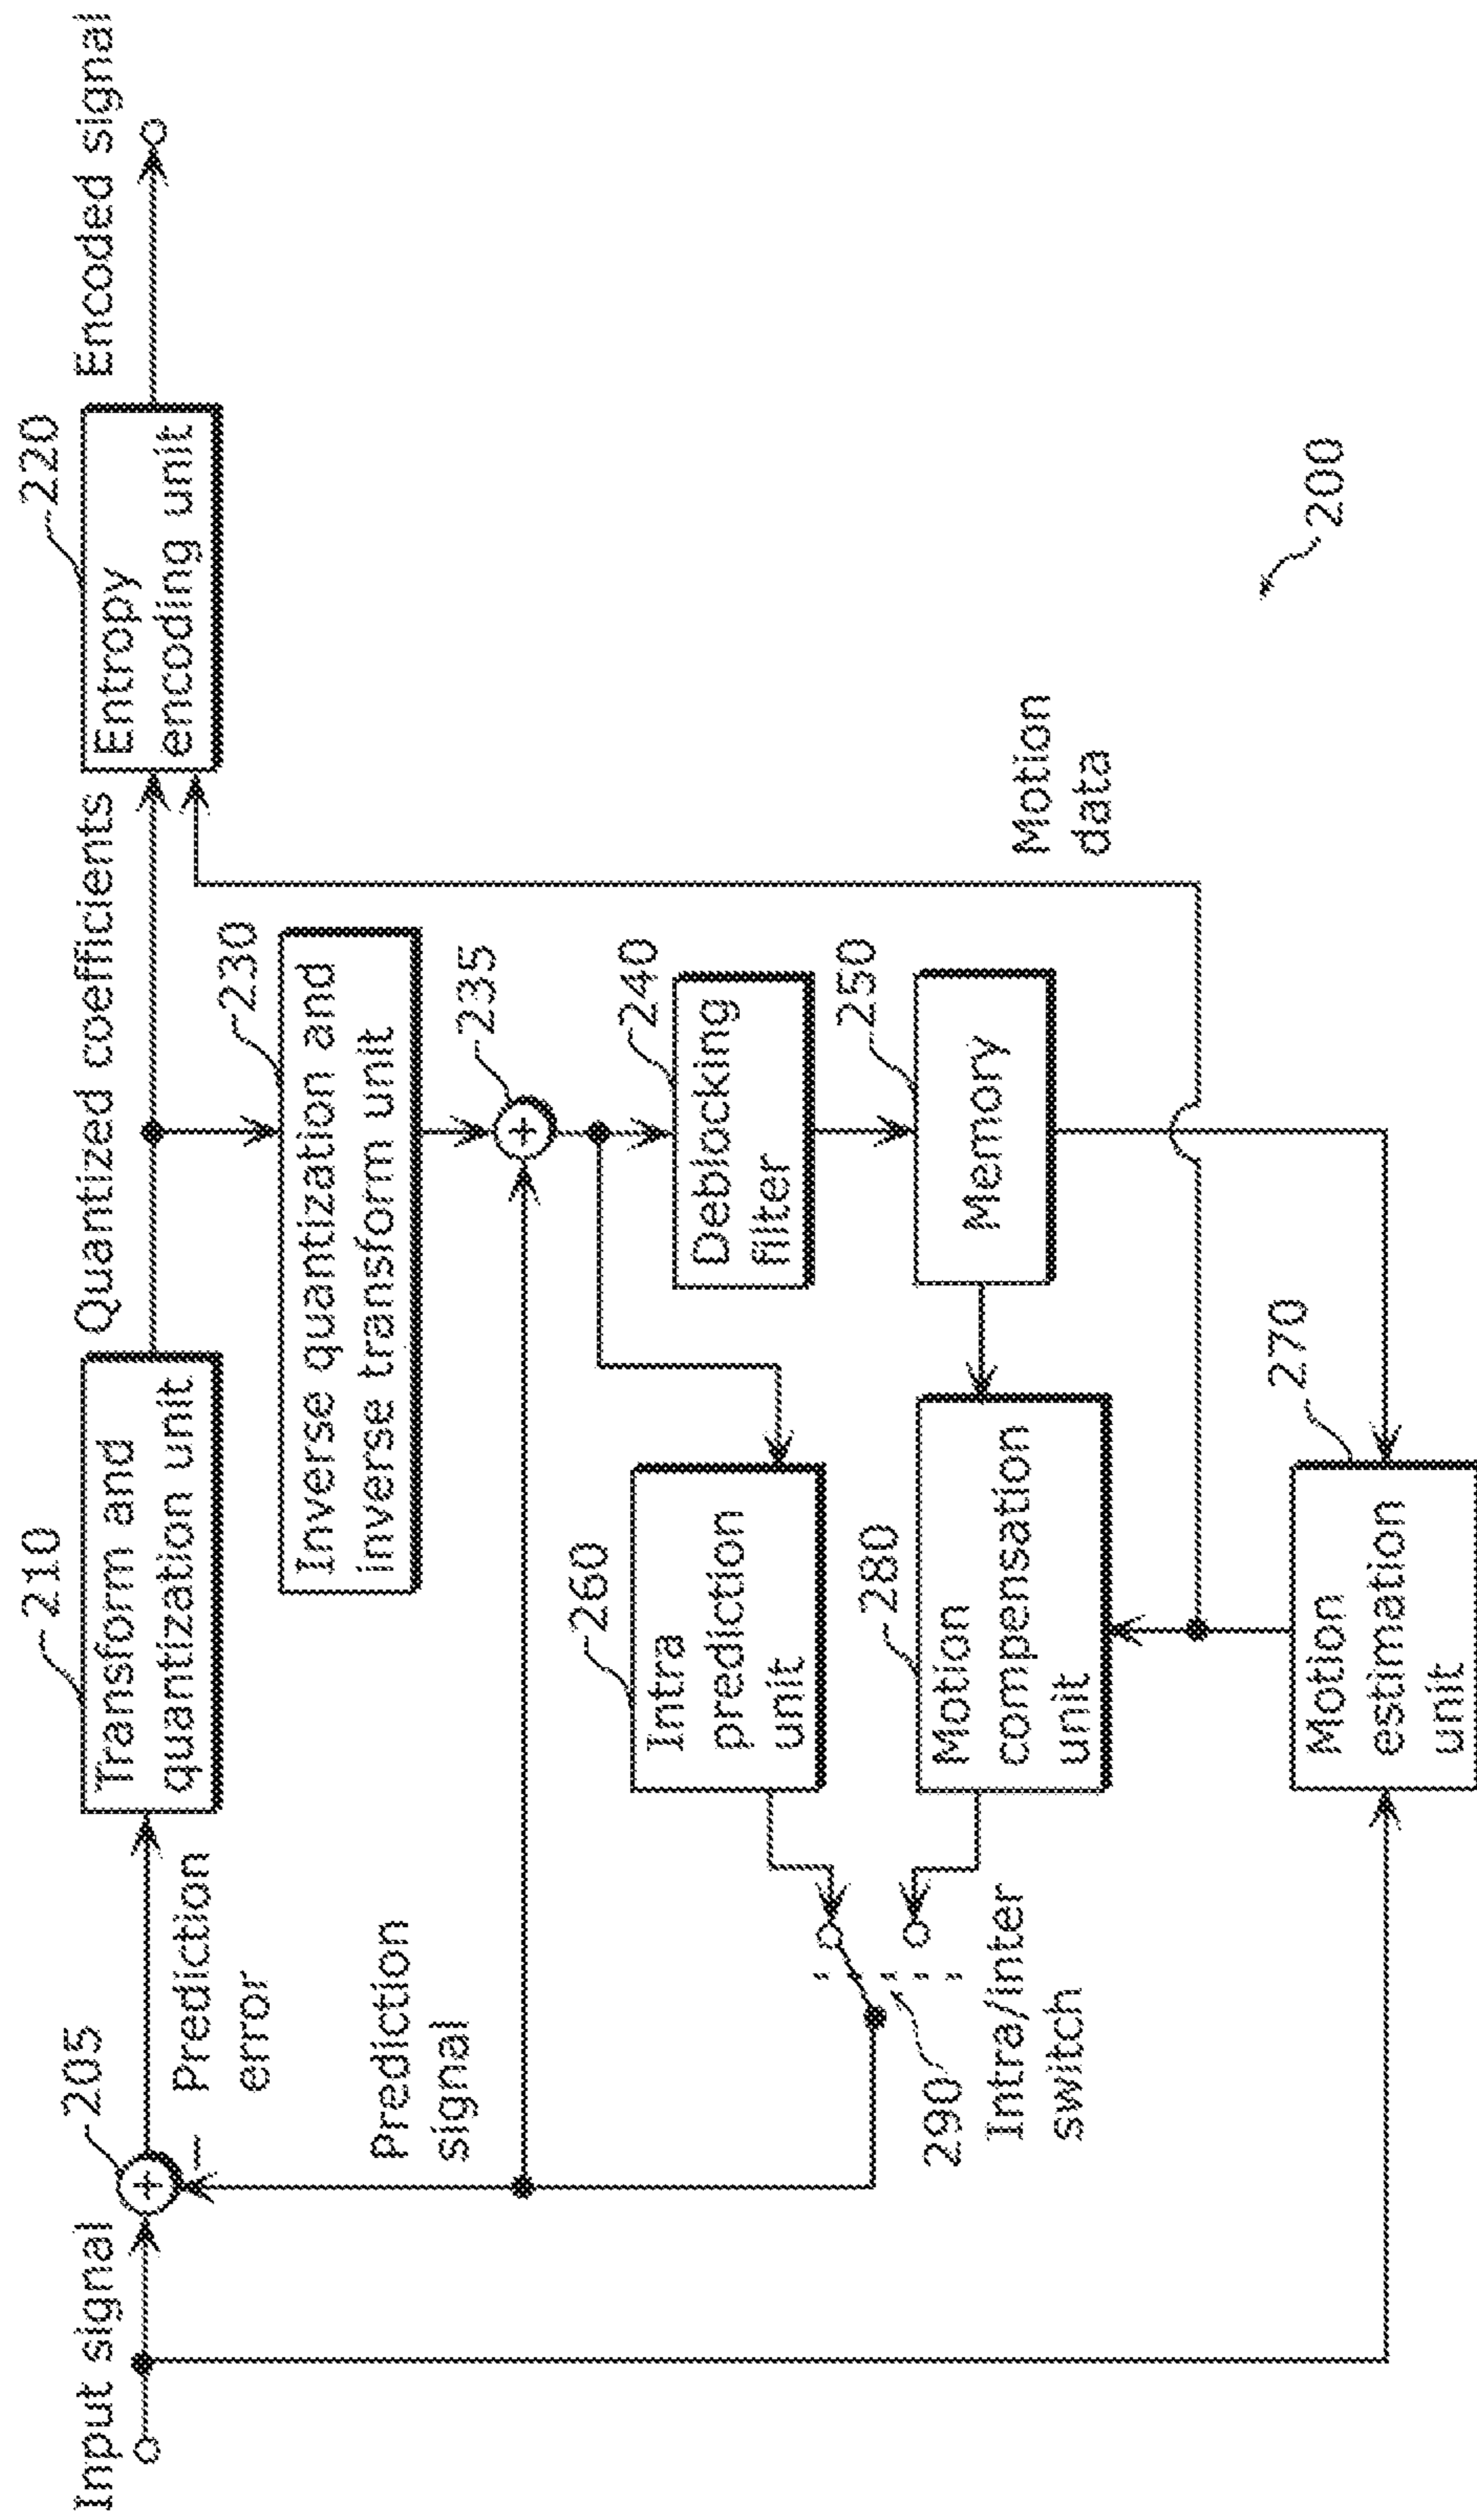 Input signal
205
Prediction
error
210
Transform and
quantization unit
Quantized coefficients
220
Entropy
encoding unit
Encoded signal
230
Inverse quantization and
inverse transform unit
235
Prediction
signal
240
Deblocking
filter
250
Memory
260
Intra
prediction
unit
280
Motion
compensation
unit
290
Intra/inter
switch
270
Motion
estimation
unit
Motion
data
200